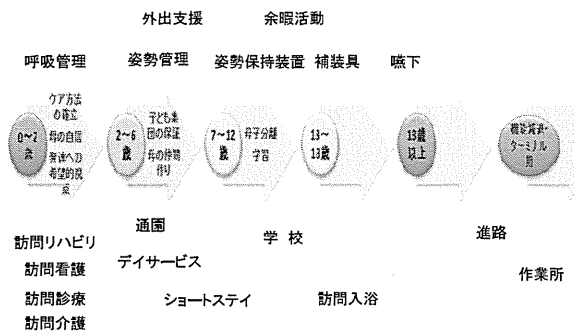 外出支援 余暇活動
呼吸管理 姿勢管理 姿勢保持装置 補装具 嚥下
0～2
歳
ケア方法
の確立
母の自信
発達への
希望的視
点
2～6
歳
子ども集
団の保証
母の仲間
作り
7～12
歳
母子分離
学習
13～
13歳
13歳
以上
機能減退・
ターミナル
期
訪問リハビリ
訪問看護
訪問診療
訪問介護
通園
デイサービス
ショートステイ
学校
訪問入浴
進路
作業所